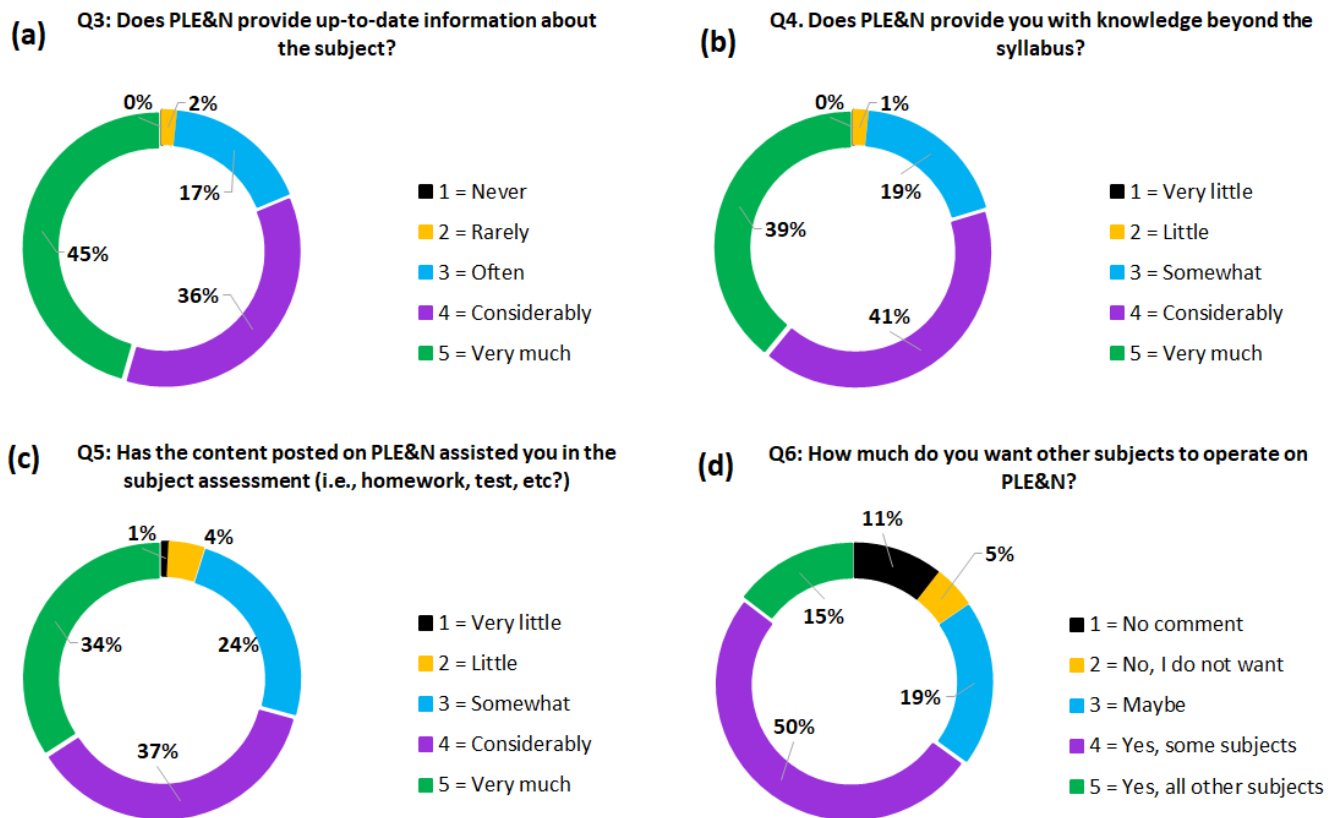 (a)
Q3: Does PLE&N provide up-to-date information about
the subject?
0%
2%
17%
36%
45%
1 = Never
2 = Rarely
3 = Often
4 = Considerably
5 = Very much
(b)
Q4. Does PLE&N provide you with knowledge beyond the
syllabus?
0%
1%
19%
41%
39%
1 = Very little
2 = Little
3 = Somewhat
4 = Considerably
5 = Very much
(c)
Q5: Has the content posted on PLE&N assisted you in the
subject assessment (i.e., homework, test, etc?)
1%
4%
24%
37%
34%
1 = Very little
2 = Little
3 = Somewhat
4 = Considerably
5 = Very much
(d)
Q6: How much do you want other subjects to operate on
PLE&N?
11%
5%
19%
50%
15%
1 = No comment
2 = No, I do not want
3 = Maybe
4 = Yes, some subjects
5 = Yes, all other subjects